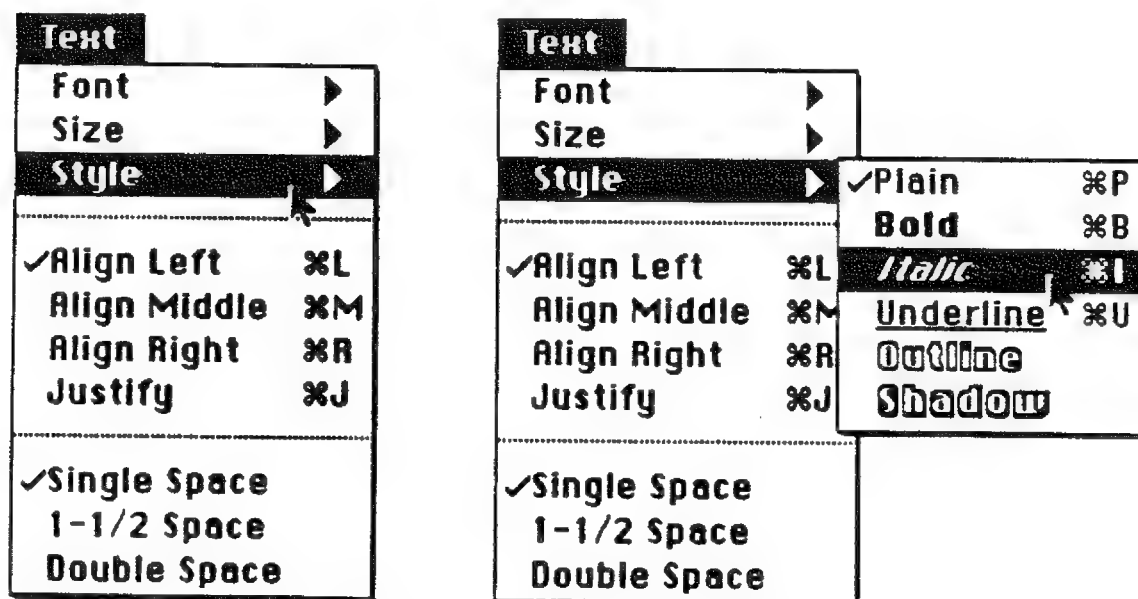 Text
Font ▶
Size ▶
Style ▶
✓Align Left ⌘L
Align Middle ⌘M
Align Right ⌘R
Justify ⌘J
✓Single Space
1-1/2 Space
Double Space
Text
Font ▶
Size ▶
Style ▶
✓Align Left ⌘L
Align Middle ⌘M
Align Right ⌘R
Justify ⌘J
✓Single Space
1-1/2 Space
Double Space
✓Plain ⌘P
Bold ⌘B
Italic ⌘I
Underline ⌘U
Outline
Shadow